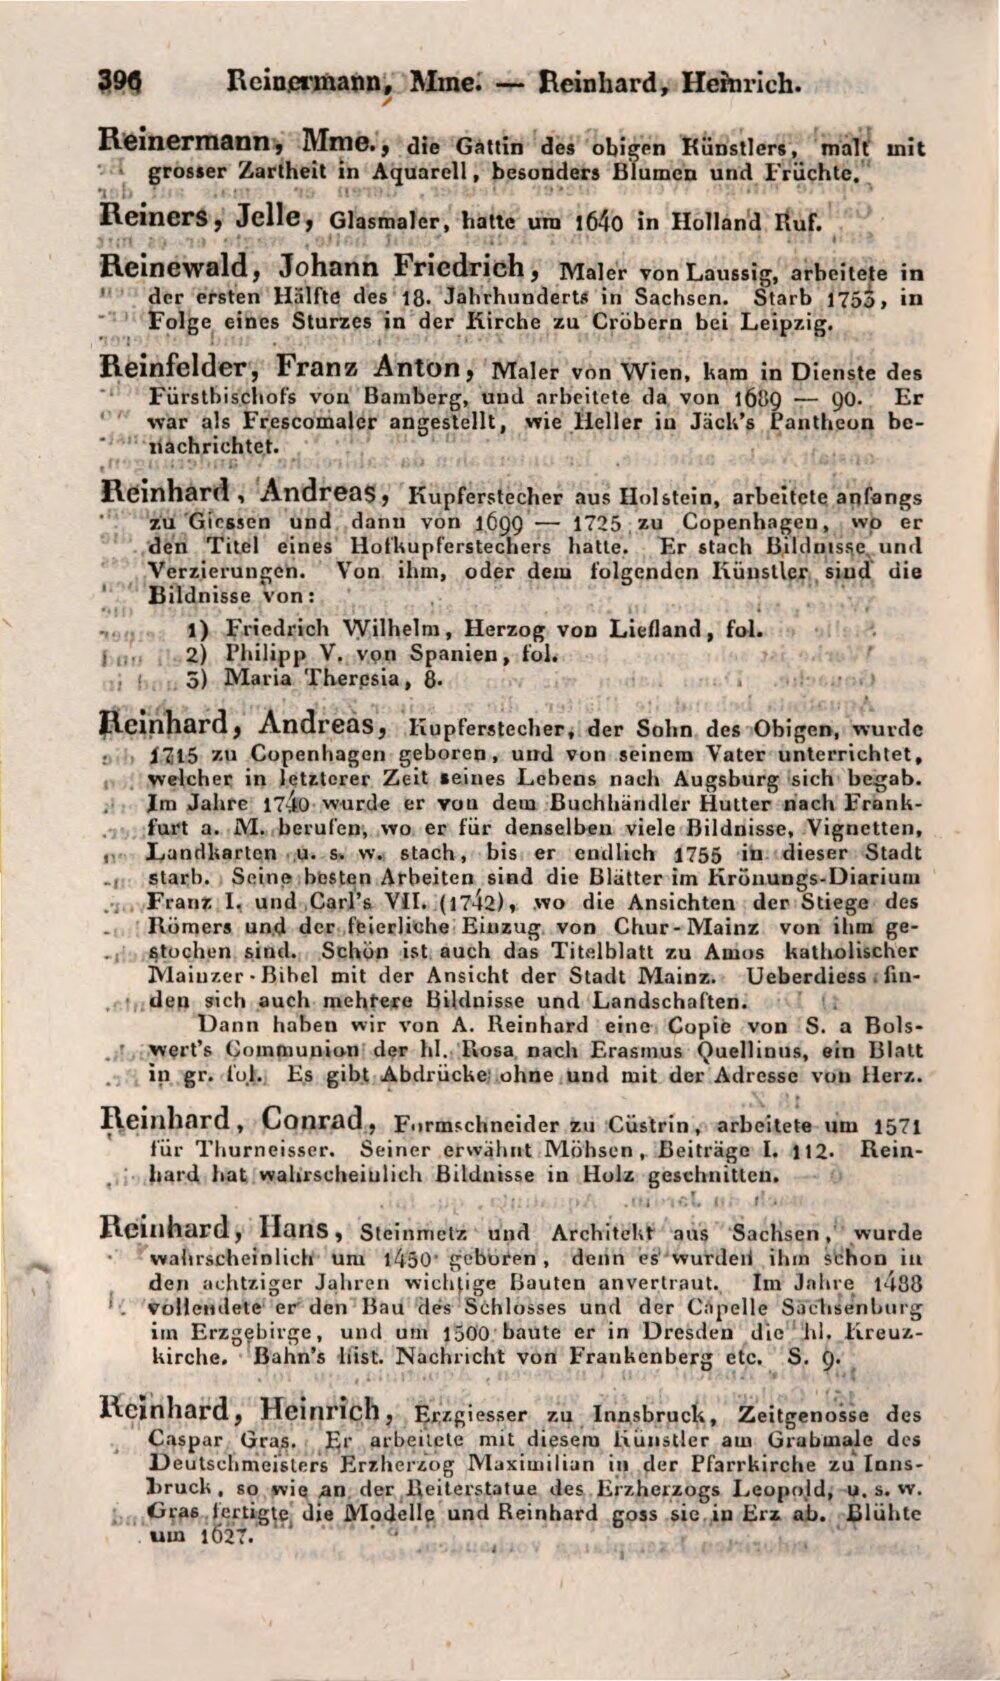 396 Reinermann, Mme. — Reinhard, Heinrich.
Reinermann, Mme., die Gattin des obigen Künstlers, malt mit
grosser Zartheit in Aquarell, besonders Blumen und Früchte.
Reiners, Jelle, Glasmaler, hatte um 1640 in Holland Ruf.
Reinewald, Johann Friedrich, Maler von Laussig, arbeitete in
der ersten Hälfte des 18. Jahrhunderts in Sachsen. Starb 1753, in
Folge eines Sturzes in der Kirche zu Cröbern bei Leipzig.
Reinfelder, Franz Anton, Maler von Wien, kam in Dienste des
Fürstbischofs von Bamberg, und arbeitete da von 1689 — 90. Er
war als Frescomaler angestellt, wie Heller in Jäck's Pantheon be-
nachrichtet.
Reinhard, Andreas, Kupferstecher aus Holstein, arbeitete anfangs
zu Giessen und dann von 1699 — 1725 zu Copenhagen, wo er
den Titel eines Hofkupferstechers hatte. Er stach Bildnisse und
Verzierungen. Von ihm, oder dem folgenden Künstler sind die
Bildnisse von:
1) Friedrich Wilhelm, Herzog von Liefland, fol.
2) Philipp V. von Spanien, fol.
3) Maria Theresia, 8.
Reinhard, Andreas, Kupferstecher, der Sohn des Obigen, wurde
1715 zu Copenhagen geboren, und von seinem Vater unterrichtet,
welcher in letzterer Zeit seines Lebens nach Augsburg sich begab.
Im Jahre 1740 wurde er von dem Buchhändler Hutter nach Frank-
furt a. M. berufen, wo er für denselben viele Bildnisse, Vignetten,
Landkarten u. s. w. stach, bis er endlich 1755 in dieser Stadt
starb. Seine besten Arbeiten sind die Blätter im Krönungs-Diarium
Franz I. und Carl's VII. (1742), wo die Ansichten der Stiege des
Römers und der feierliche Einzug von Chur-Mainz von ihm ge-
stochen sind. Schön ist auch das Titelblatt zu Amos katholischer
Mainzer-Bibel mit der Ansicht der Stadt Mainz. Ueberdiess fin-
den sich auch mehrere Bildnisse und Landschaften.
Dann haben wir von A. Reinhard eine Copie von S. a Bols-
wert's Communion der hl. Rosa nach Erasmus Quellinus, ein Blatt
in gr. fol. Es gibt Abdrücke ohne und mit der Adresse von Herz.
Reinhard, Conrad, Formschneider zu Cüstrin, arbeitete um 1571
für Thurneisser. Seiner erwähnt Möhsen, Beiträge I. 112. Rein-
hard hat wahrscheinlich Bildnisse in Holz geschnitten.
Reinhard, Hans, Steinmetz und Architekt aus Sachsen, wurde
wahrscheinlich um 1450 geboren, denn es wurden ihm schon in
den achtziger Jahren wichtige Bauten anvertraut. Im Jahre 1488
vollendete er den Bau des Schlosses und der Capelle Sachsenburg
im Erzgebirge, und um 1500 baute er in Dresden die hl. Kreuz-
kirche. Bahn's hist. Nachricht von Frankenberg etc. S. 9.
Reinhard, Heinrich, Erzgiesser zu Innsbruck, Zeitgenosse des
Caspar Gras. Er arbeitete mit diesem Künstler am Grabmale des
Deutschmeisters Erzherzog Maximilian in der Pfarrkirche zu Inns-
bruck, so wie an der Reiterstatue des Erzherzogs Leopold, u. s. w.
Gras fertigte die Modelle und Reinhard goss sie in Erz ab. Blühte
um 1627.